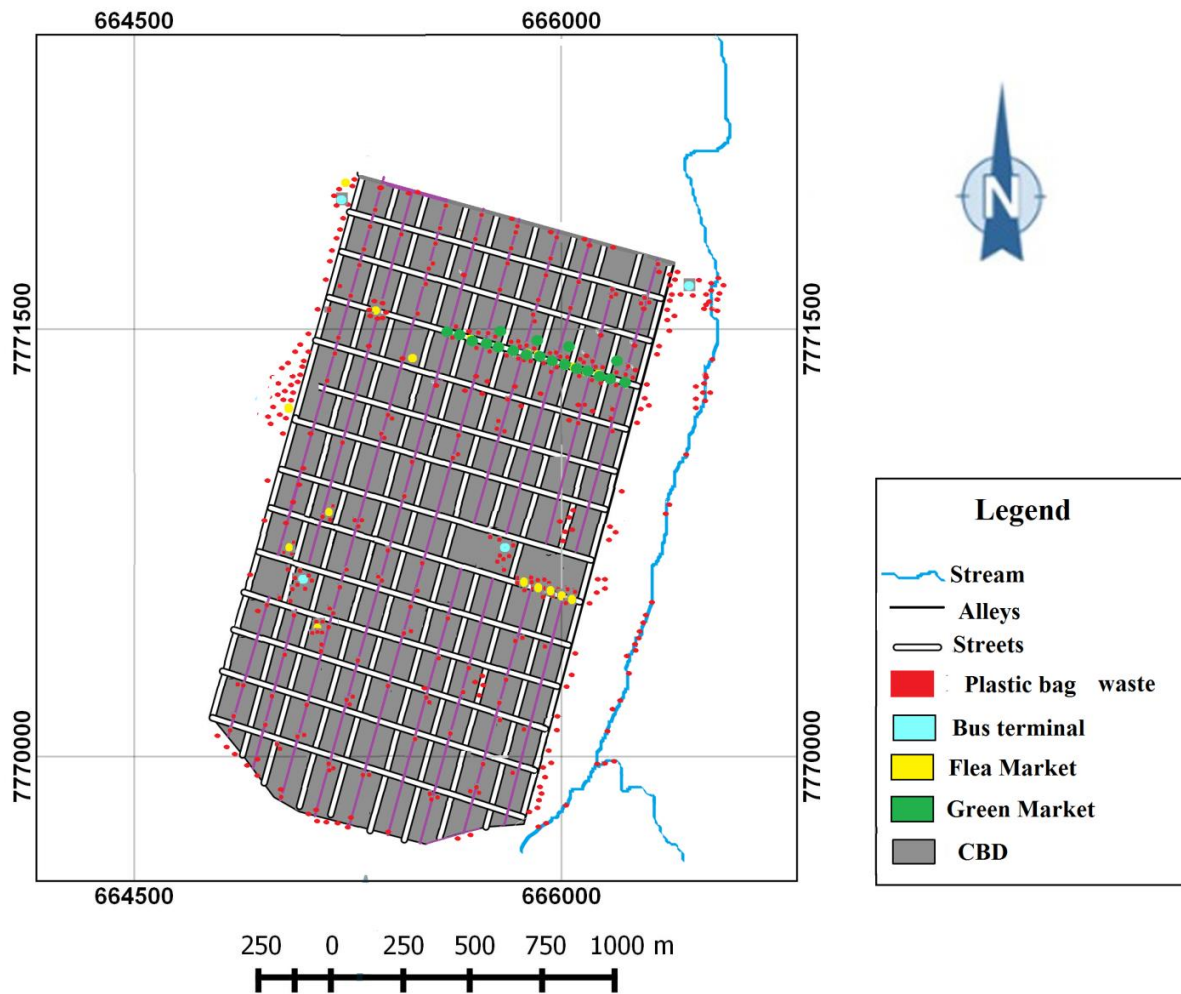 664500 666000
N
7771500 7771500
Legend
Stream
Alleys
Streets
Plastic bag waste
Bus terminal
Flea Market
Green Market
CBD
7770000 7770000
664500 666000
250 0 250 500 750 1000 m